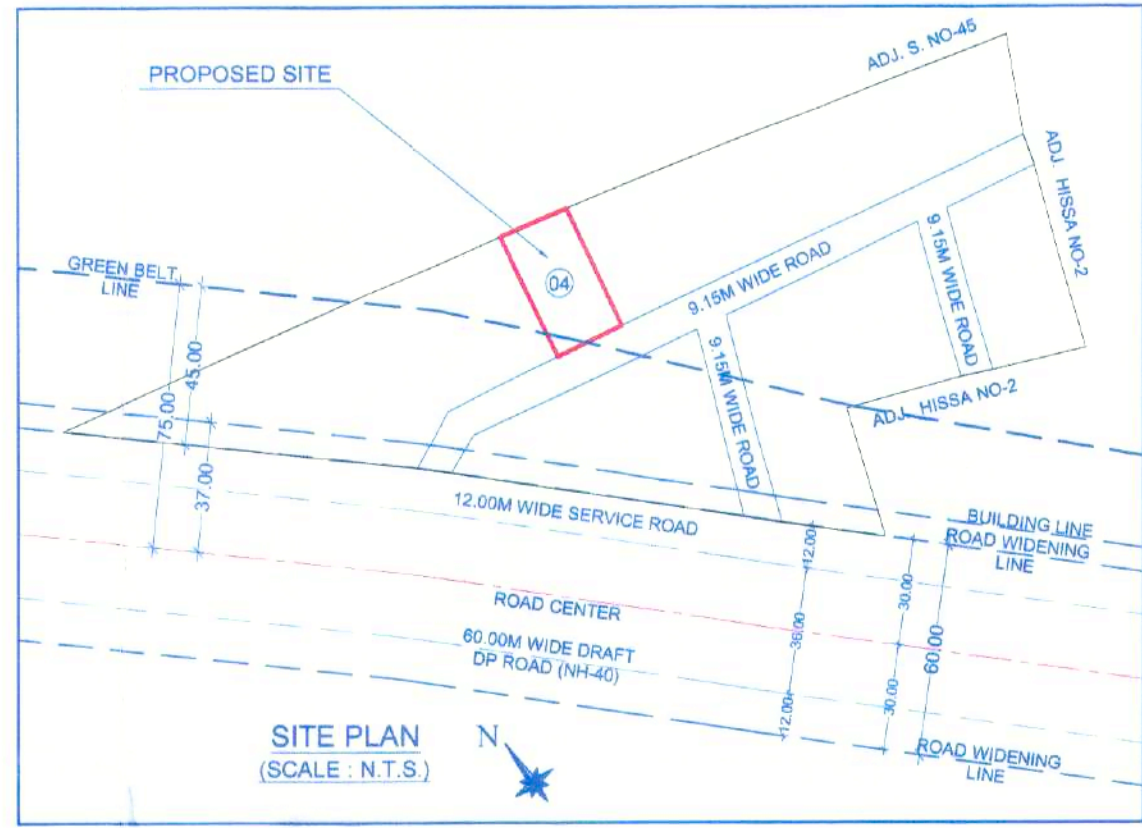 ADJ. S. NO-45
PROPOSED SITE
ADJ. HISSA NO-2
9.15M WIDE ROAD
GREEN BELT
LINE
04
9.15M WIDE ROAD
9.15M WIDE ROAD
45.00
75.00
37.00
ADJ. HISSA NO-2
12.00M WIDE SERVICE ROAD
BUILDING LINE
ROAD WIDENING
LINE
12.00
30.00
ROAD CENTER
36.00
60.00
60.00M WIDE DRAFT
DP ROAD (NH-40)
30.00
12.00
SITE PLAN
(SCALE : N.T.S.)
N
ROAD WIDENING
LINE